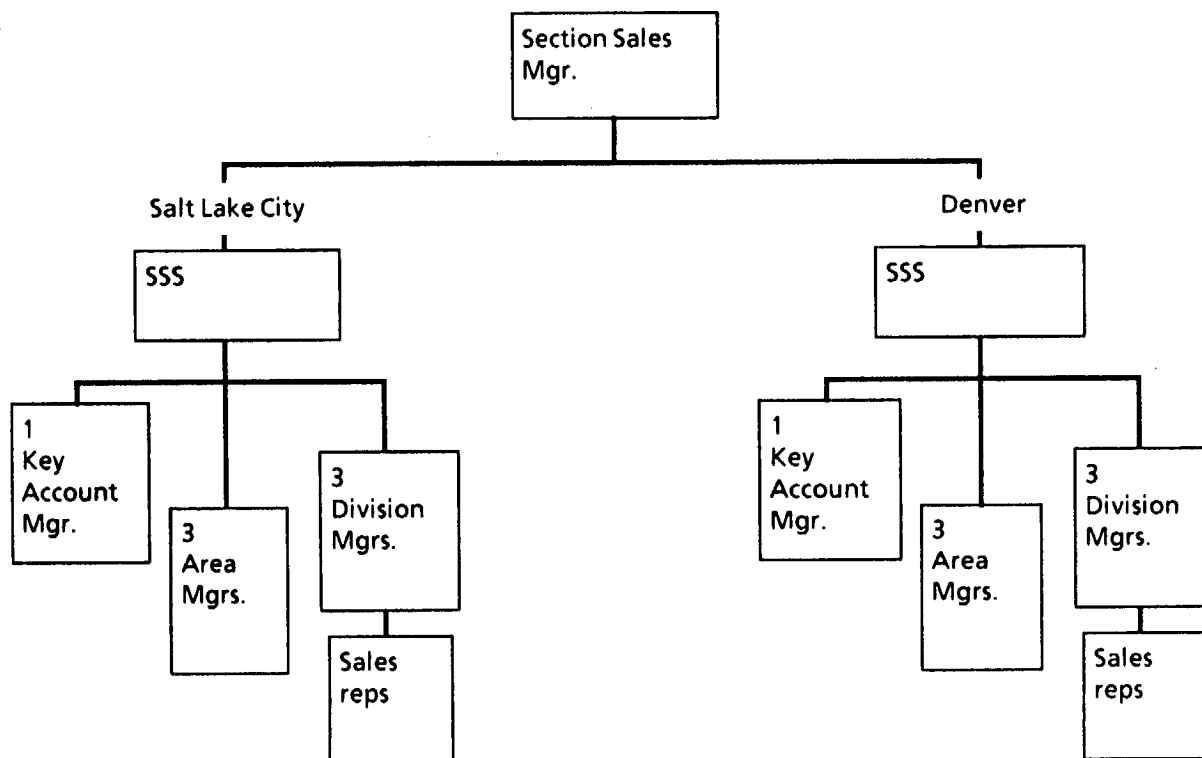 Section Sales
Mgr.
Salt Lake City
Denver
SSS
SSS
1
Key
Account
Mgr.
3
Area
Mgrs.
3
Division
Mgrs.
Sales
reps
1
Key
Account
Mgr.
3
Area
Mgrs.
3
Division
Mgrs.
Sales
reps